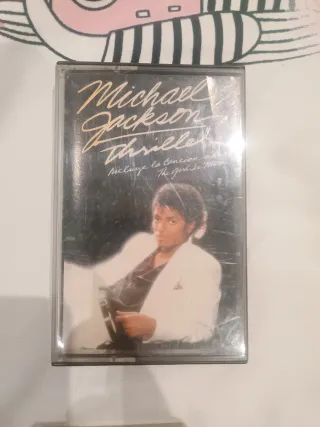 Michael
Jackson
Thriller
Incluye la Canción
The Girl Is Mine